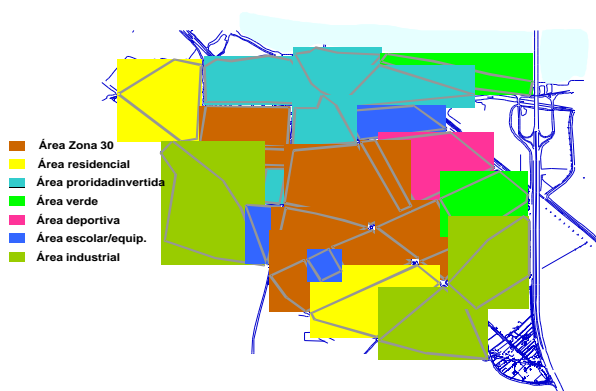 Área Zona 30
Área residencial
Área proridadinvertida
Área verde
Área deportiva
Área escolar/equip.
Área industrial